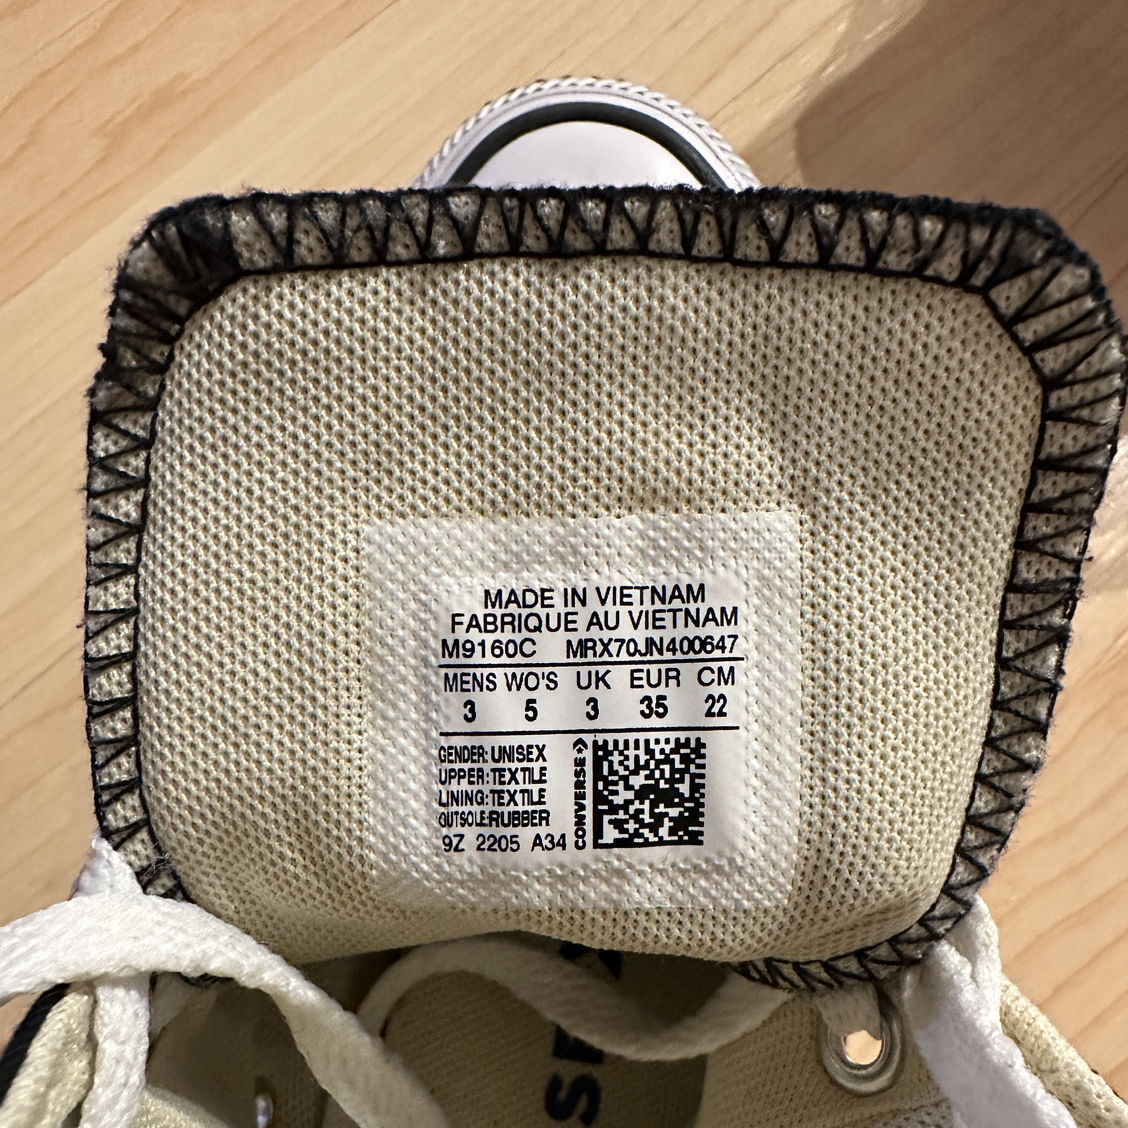 MADE IN VIETNAM
FABRIQUE AU VIETNAM
M9160C MRX70JN400647
MENS WO'S UK EUR CM
3 5 3 35 22
GENDER: UNISEX
UPPER:TEXTILE
LINING:TEXTILE
OUTSOLE:RUBBER
9Z 2205 A34
CONVERSE